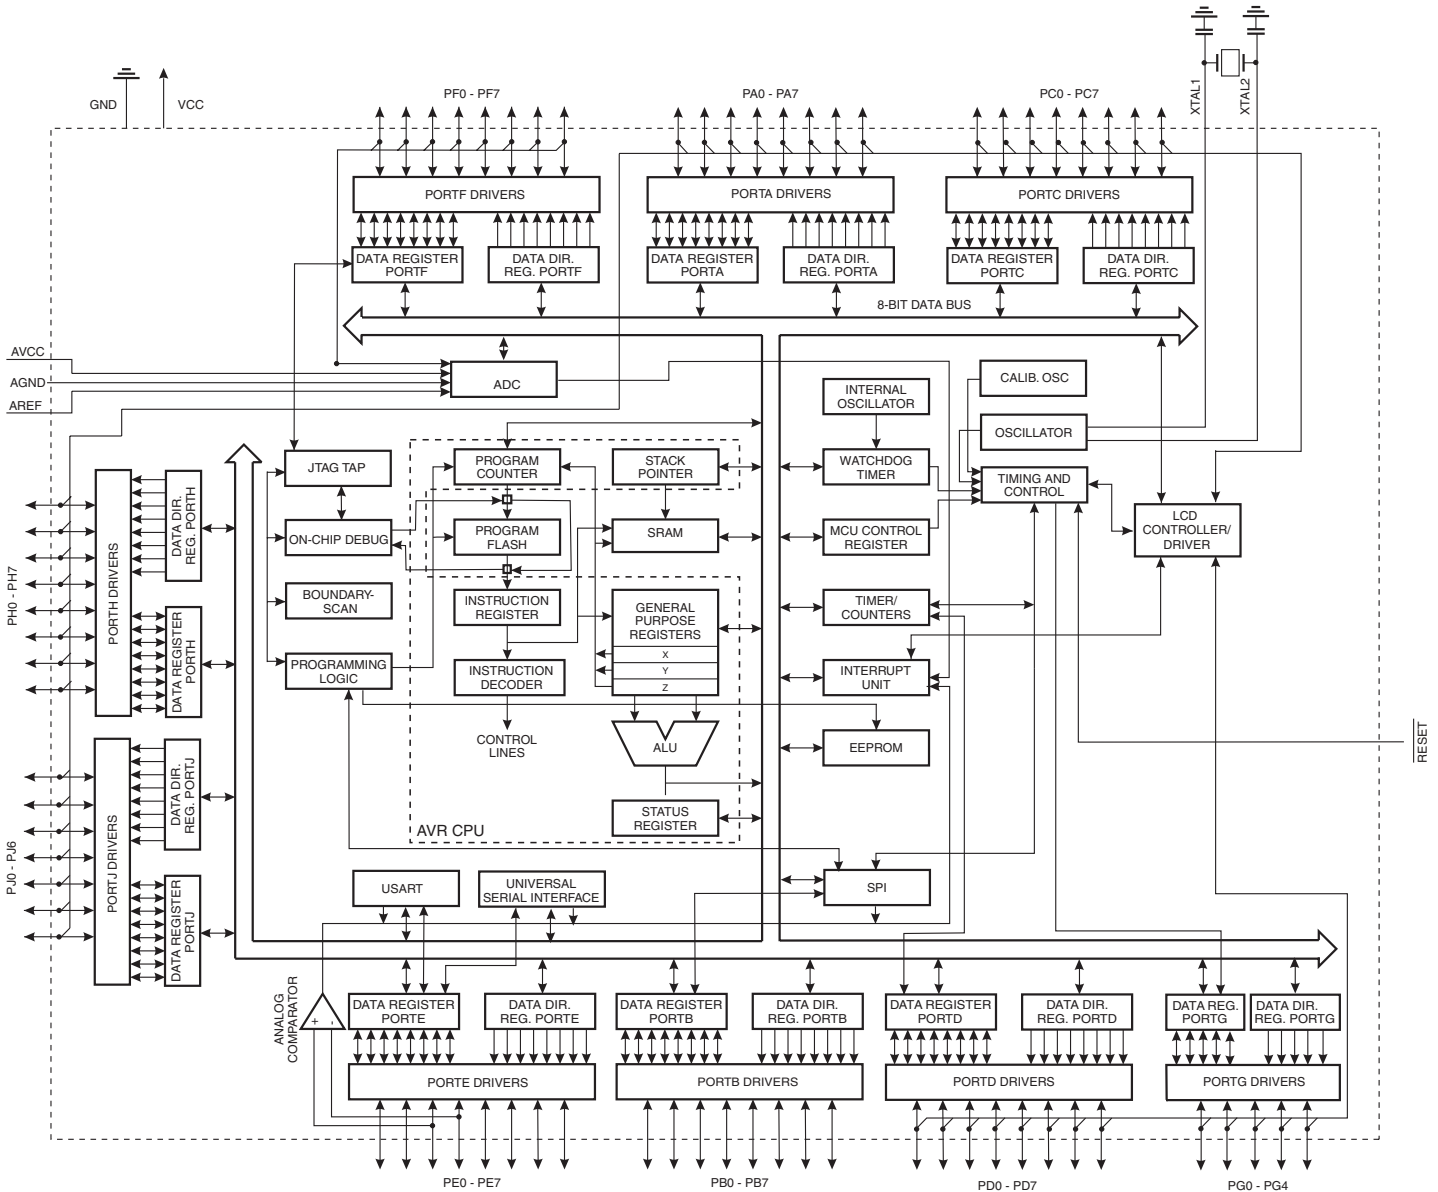 XTAL1
XTAL2
GND
VCC
PF0 - PF7
PA0 - PA7
PC0 - PC7
PORTF DRIVERS
PORTA DRIVERS
PORTC DRIVERS
DATA REGISTER
PORTF
DATA DIR.
REG. PORTF
DATA REGISTER
PORTA
DATA DIR.
REG. PORTA
DATA REGISTER
PORTC
DATA DIR.
REG. PORTC
8-BIT DATA BUS
AVCC
AGND
AREF
ADC
CALIB. OSC
INTERNAL
OSCILLATOR
OSCILLATOR
JTAG TAP
PROGRAM
COUNTER
STACK
POINTER
WATCHDOG
TIMER
TIMING AND
CONTROL
LCD
CONTROLLER/
DRIVER
ON-CHIP DEBUG
PROGRAM
FLASH
SRAM
MCU CONTROL
REGISTER
BOUNDARY-
SCAN
INSTRUCTION
REGISTER
GENERAL
PURPOSE
REGISTERS
X
Y
Z
TIMER/
COUNTERS
PROGRAMMING
LOGIC
INSTRUCTION
DECODER
INTERRUPT
UNIT
CONTROL
LINES
ALU
EEPROM
RESET
STATUS
REGISTER
AVR CPU
PH0 - PH7
PORTH DRIVERS
DATA DIR.
REG. PORTH
DATA REGISTER
PORTH
PJ0 - PJ6
PORTJ DRIVERS
DATA DIR.
REG. PORTJ
DATA REGISTER
PORTJ
USART
UNIVERSAL
SERIAL INTERFACE
SPI
ANALOG
COMPARATOR
+
-
DATA REGISTER
PORTE
DATA DIR.
REG. PORTE
DATA REGISTER
PORTB
DATA DIR.
REG. PORTB
DATA REGISTER
PORTD
DATA DIR.
REG. PORTD
DATA REG.
PORTG
DATA DIR.
REG. PORTG
PORTE DRIVERS
PORTB DRIVERS
PORTD DRIVERS
PORTG DRIVERS
PE0 - PE7
PB0 - PB7
PD0 - PD7
PG0 - PG4